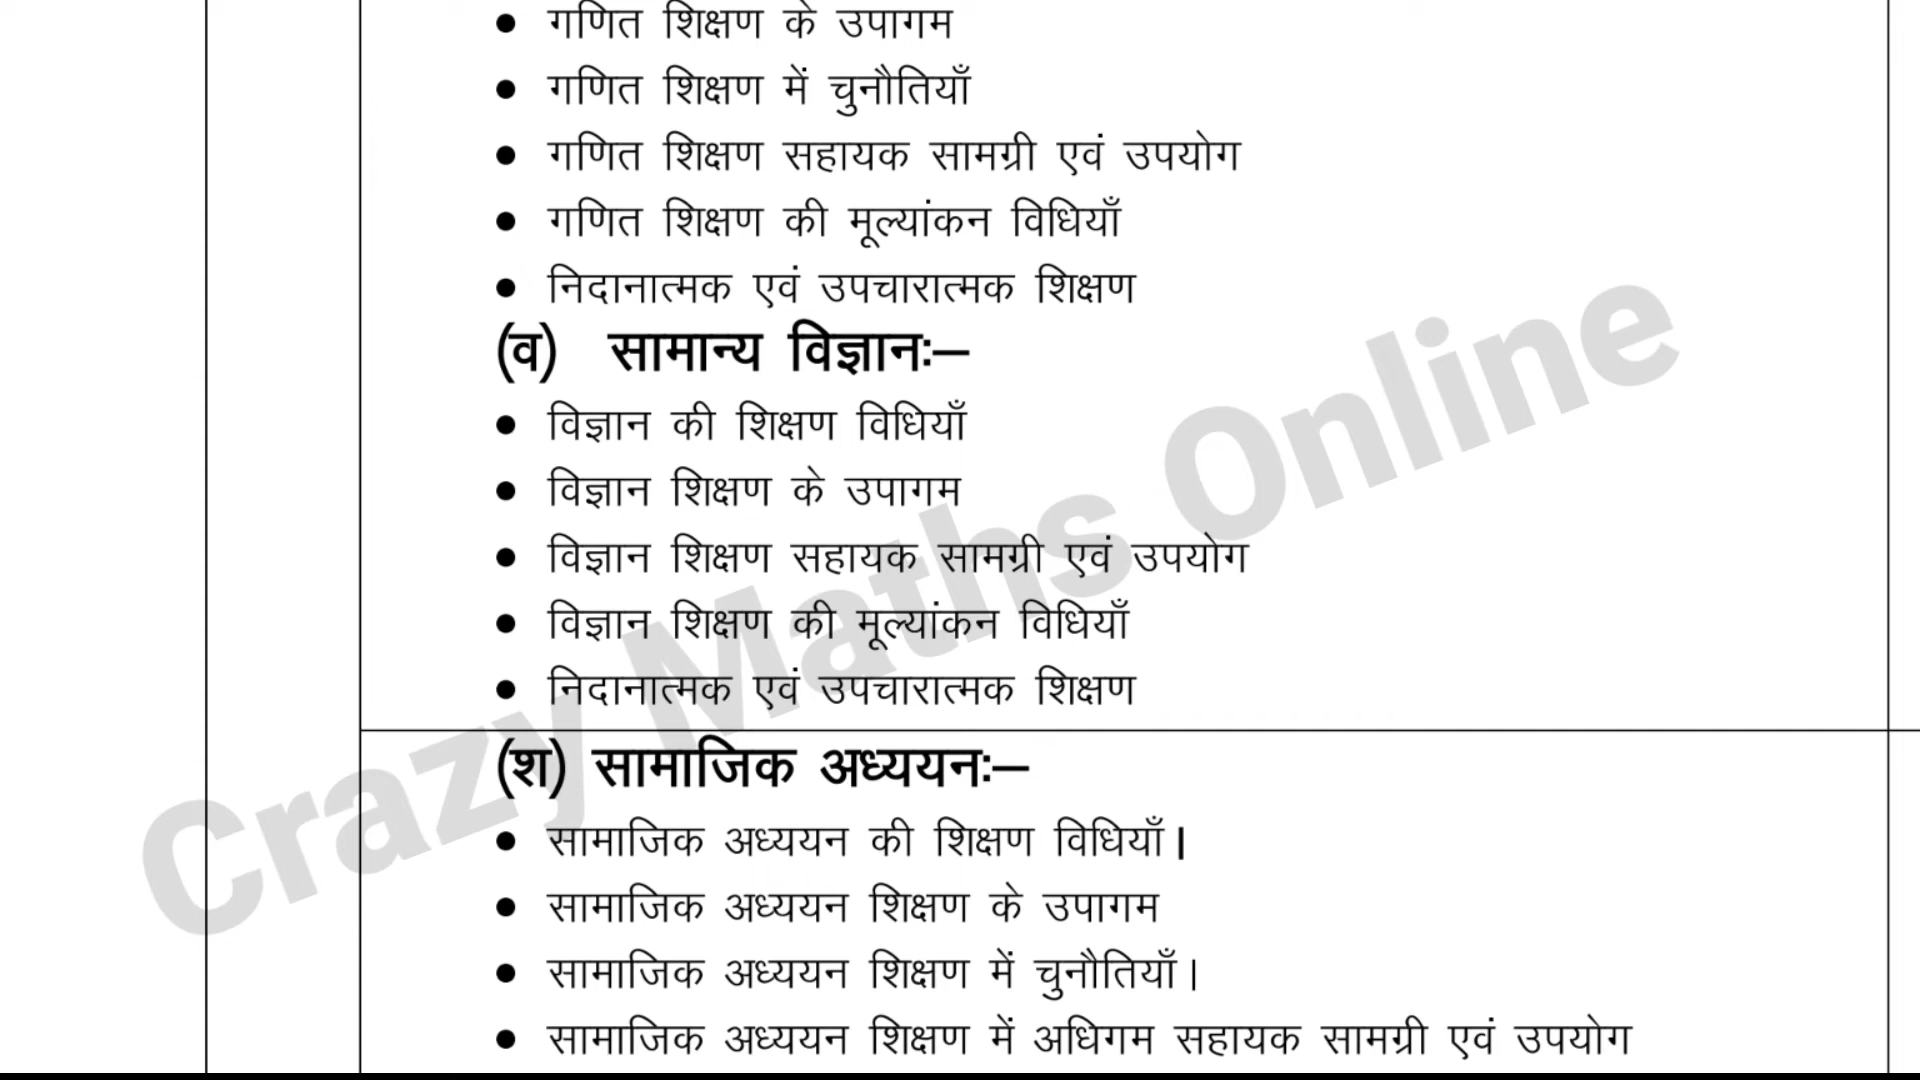 • गणित शिक्षण के उपागम
• गणित शिक्षण में चुनौतियाँ
• गणित शिक्षण सहायक सामग्री एवं उपयोग
• गणित शिक्षण की मूल्यांकन विधियाँ
• निदानात्मक एवं उपचारात्मक शिक्षण
(व) सामान्य विज्ञानः—
• विज्ञान की शिक्षण विधियाँ
• विज्ञान शिक्षण के उपागम
• विज्ञान शिक्षण सहायक सामग्री एवं उपयोग
• विज्ञान शिक्षण की मूल्यांकन विधियाँ
• निदानात्मक एवं उपचारात्मक शिक्षण
(श) सामाजिक अध्ययनः—
• सामाजिक अध्ययन की शिक्षण विधियाँ।
• सामाजिक अध्ययन शिक्षण के उपागम
• सामाजिक अध्ययन शिक्षण में चुनौतियाँ।
• सामाजिक अध्ययन शिक्षण में अधिगम सहायक सामग्री एवं उपयोग
Crazy Maths Online